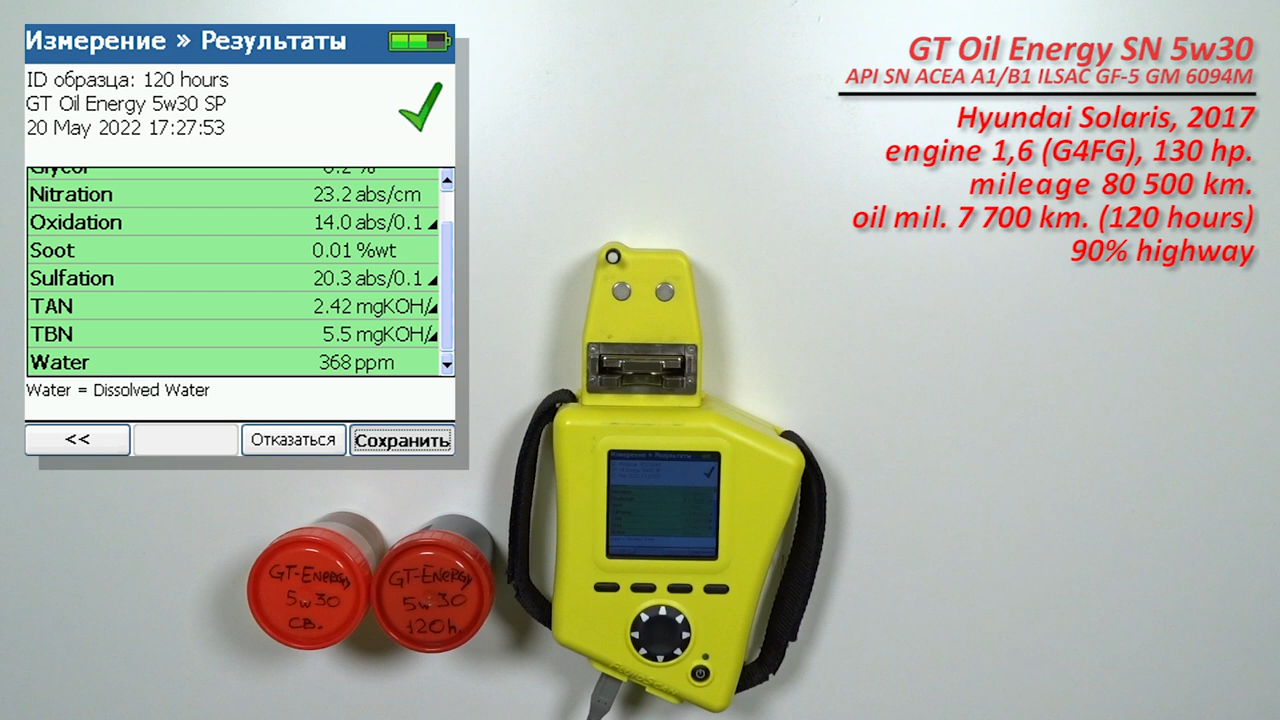 Измерение » Результаты
ID образца: 120 hours
GT Oil Energy 5w30 SP
20 May 2022 17:27:53
Nitration 23.2 abs/cm
Oxidation 14.0 abs/0.1
Soot 0.01 %wt
Sulfation 20.3 abs/0.1
TAN 2.42 mgKOH/
TBN 5.5 mgKOH/
Water 368 ppm
Water = Dissolved Water
<< Отказаться Сохранить
GT Oil Energy SN 5w30
API SN ACEA A1/B1 ILSAC GF-5 GM 6094M
Hyundai Solaris, 2017
engine 1,6 (G4FG), 130 hp.
mileage 80 500 km.
oil mil. 7 700 km. (120 hours)
90% highway
Измерение » Результаты
GT-Energy
5w30
СВ.
GT-Energy
5w30
120h.